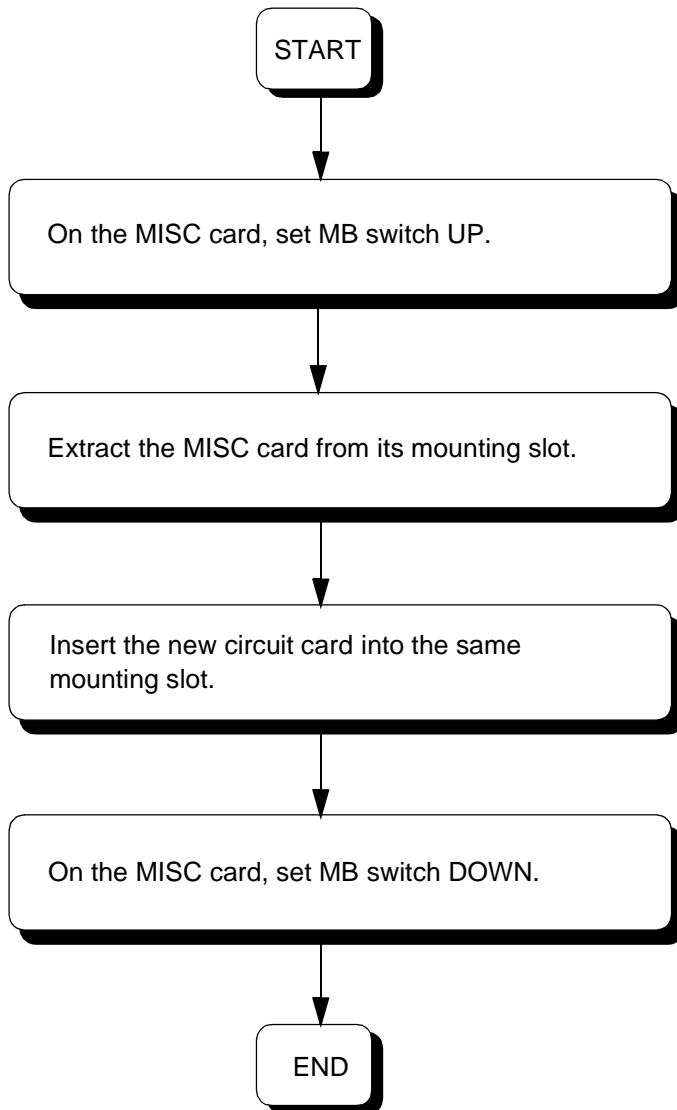 START
On the MISC card, set MB switch UP.
Extract the MISC card from its mounting slot.
Insert the new circuit card into the same
mounting slot.
On the MISC card, set MB switch DOWN.
END